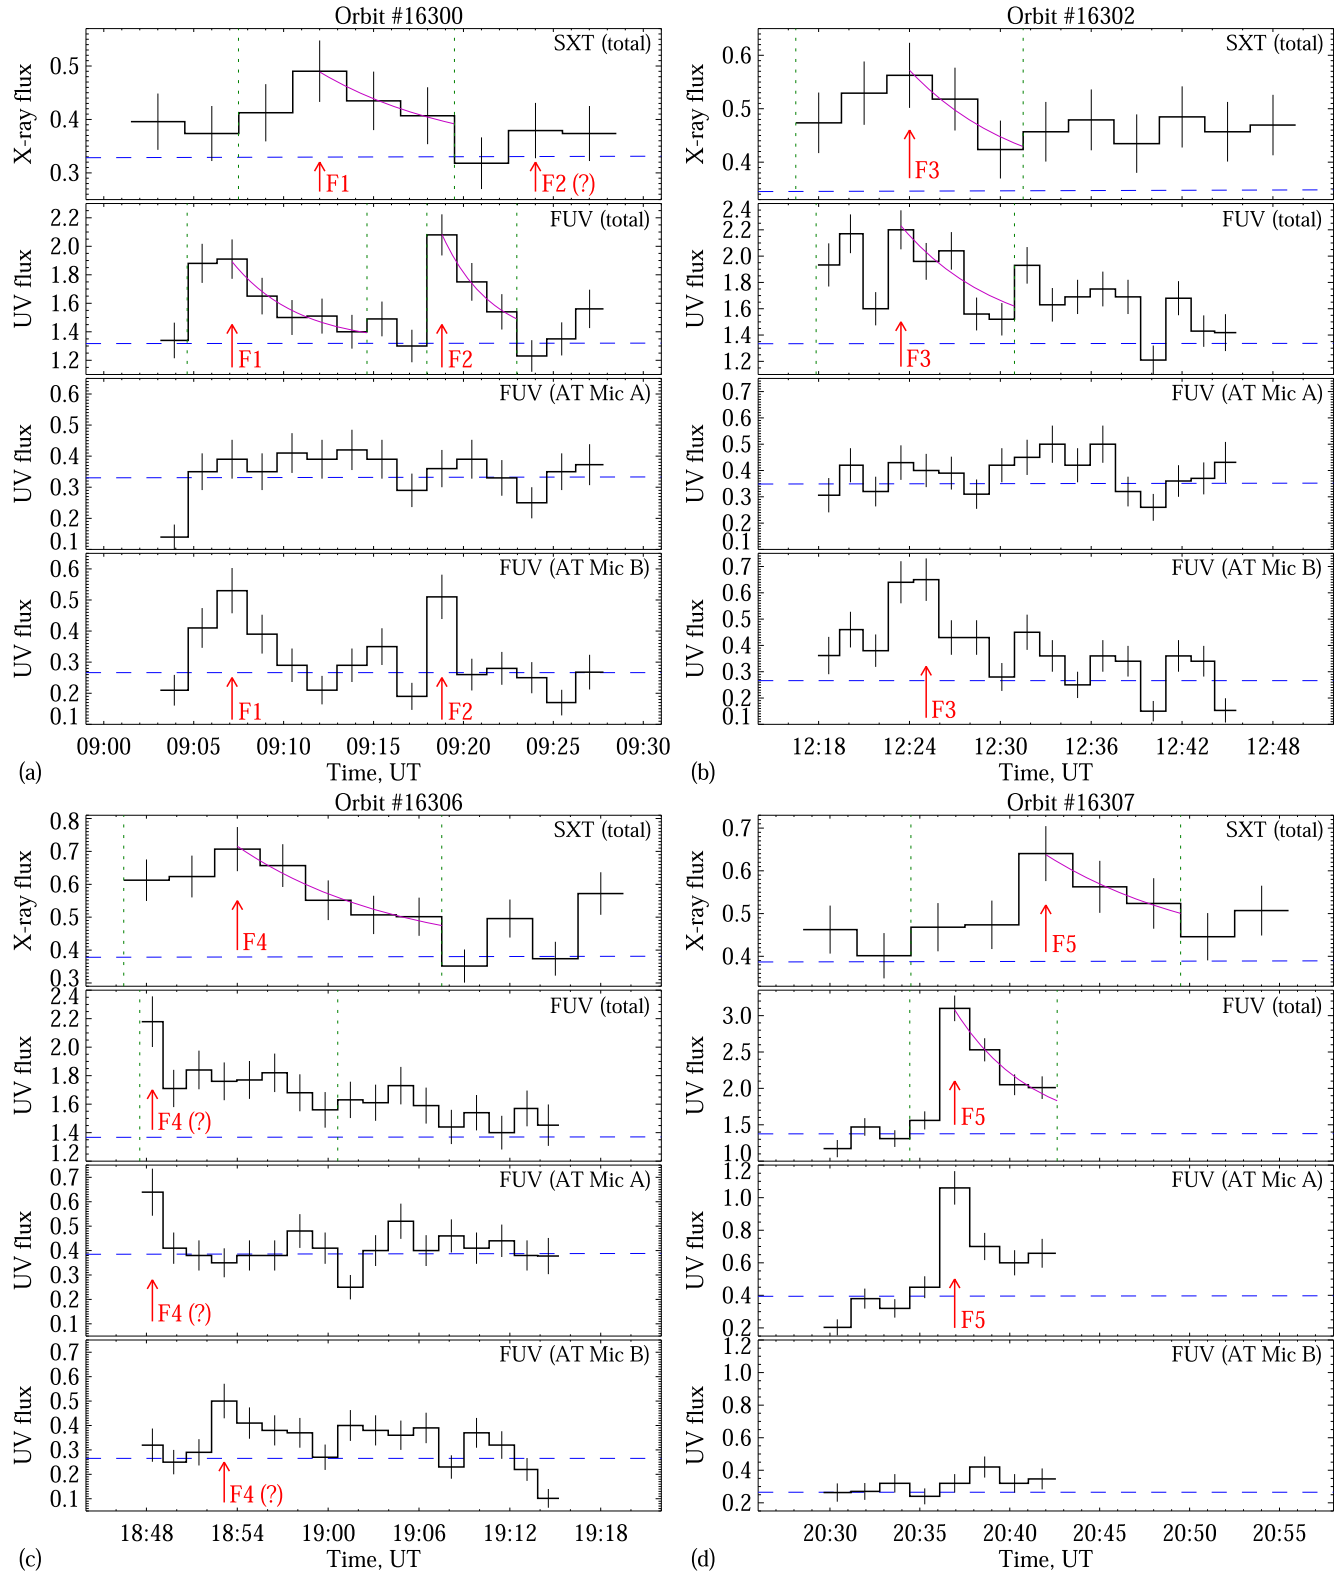 Orbit #16300
SXT (total)
X-ray flux
0.5
0.4
0.3
F1
F2 (?)
FUV (total)
UV flux
2.2
2.0
1.8
1.6
1.4
1.2
F1
F2
FUV (AT Mic A)
UV flux
0.6
0.5
0.4
0.3
0.2
0.1
FUV (AT Mic B)
UV flux
0.6
0.5
0.4
0.3
0.2
0.1
F1
F2
09:00 09:05 09:10 09:15 09:20 09:25 09:30
(a)
Time, UT
Orbit #16302
SXT (total)
X-ray flux
0.6
0.5
0.4
F3
FUV (total)
UV flux
2.4
2.2
2.0
1.8
1.6
1.4
1.2
F3
FUV (AT Mic A)
UV flux
0.7
0.6
0.5
0.4
0.3
0.2
0.1
FUV (AT Mic B)
UV flux
0.7
0.6
0.5
0.4
0.3
0.2
0.1
F3
12:18 12:24 12:30 12:36 12:42 12:48
(b)
Time, UT
Orbit #16306
SXT (total)
X-ray flux
0.8
0.7
0.6
0.5
0.4
0.3
F4
FUV (total)
UV flux
2.4
2.2
2.0
1.8
1.6
1.4
1.2
F4 (?)
FUV (AT Mic A)
UV flux
0.7
0.6
0.5
0.4
0.3
0.2
0.1
F4 (?)
FUV (AT Mic B)
UV flux
0.7
0.6
0.5
0.4
0.3
0.2
0.1
F4 (?)
18:48 18:54 19:00 19:06 19:12 19:18
(c)
Time, UT
Orbit #16307
SXT (total)
X-ray flux
0.7
0.6
0.5
0.4
F5
FUV (total)
UV flux
3.0
2.5
2.0
1.5
1.0
F5
FUV (AT Mic A)
UV flux
1.2
1.0
0.8
0.6
0.4
0.2
F5
FUV (AT Mic B)
UV flux
1.2
1.0
0.8
0.6
0.4
0.2
20:30 20:35 20:40 20:45 20:50 20:55
(d)
Time, UT